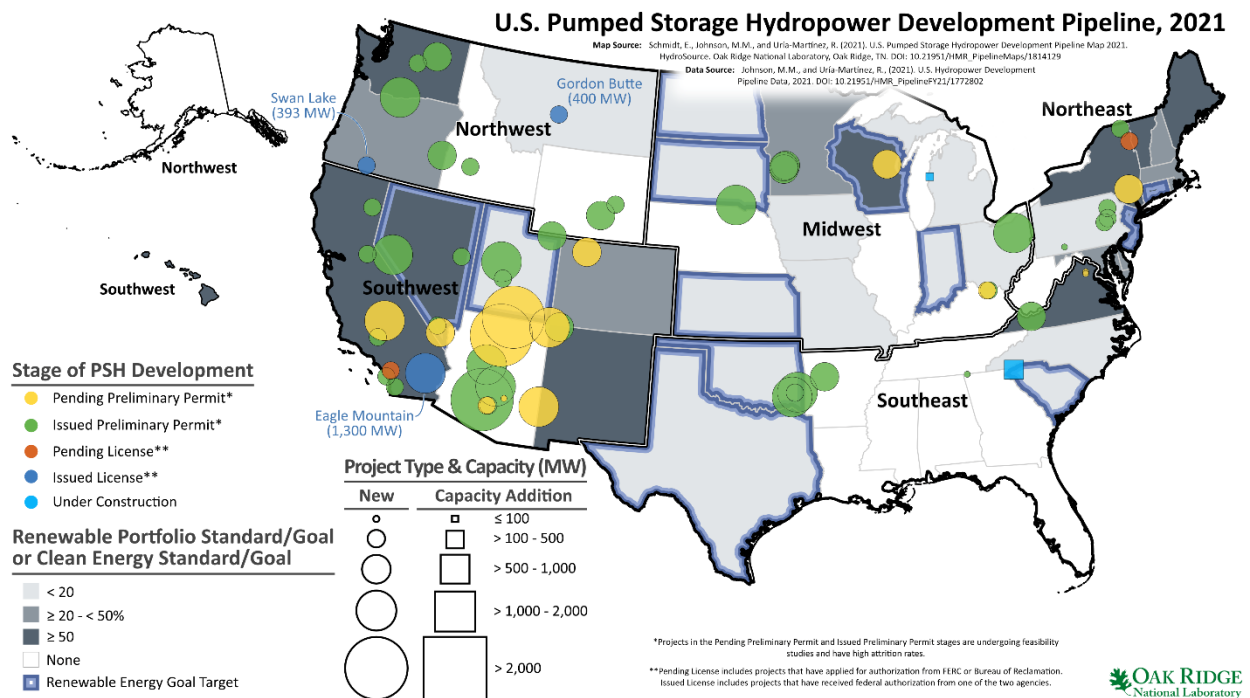 U.S. Pumped Storage Hydropower Development Pipeline, 2021
Map Source: Schmidt, E., Johnson, M.M., and Uría-Martínez, R. (2021). U.S. Pumped Storage Hydropower Development Pipeline Map 2021.
HydroSource. Oak Ridge National Laboratory, Oak Ridge, TN. DOI: 10.21951/HMR_PipelineMaps/1814129
Data Source: Johnson, M.M., and Uría-Martínez, R., (2021). U.S. Hydropower Development
Pipeline Data, 2021. DOI: 10.21951/HMR_PipelineFY21/1772802
Swan Lake
(393 MW)
Gordon Butte
(400 MW)
Northwest
Northeast
Northwest
Midwest
Southwest
Southwest
Southeast
Eagle Mountain
(1,300 MW)
Stage of PSH Development
Pending Preliminary Permit*
Issued Preliminary Permit*
Pending License**
Issued License**
Under Construction
Renewable Portfolio Standard/Goal
or Clean Energy Standard/Goal
< 20
≥ 20 - < 50%
≥ 50
None
Renewable Energy Goal Target
Project Type & Capacity (MW)
New Capacity Addition
≤ 100
> 100 - 500
> 500 - 1,000
> 1,000 - 2,000
> 2,000
*Projects in the Pending Preliminary Permit and Issued Preliminary Permit stages are undergoing feasibility
studies and have high attrition rates.
**Pending License includes projects that have applied for authorization from FERC or Bureau of Reclamation.
Issued License includes projects that have received federal authorization from one of the two agencies.
OAK RIDGE
National Laboratory